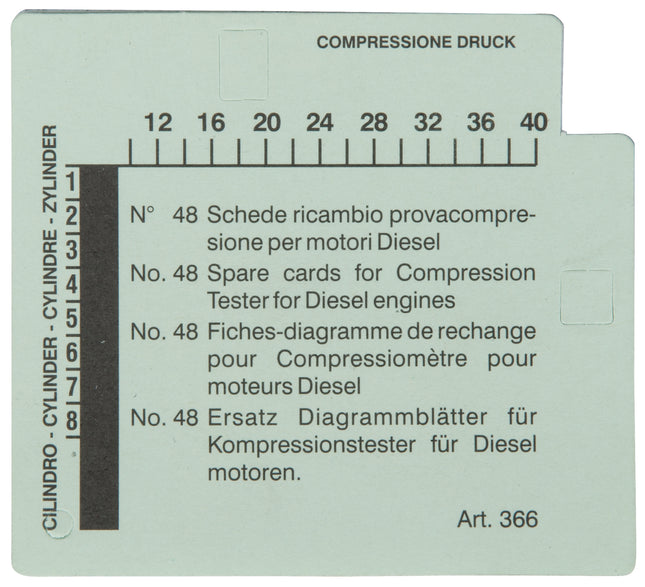 COMPRESSIONE DRUCK
12 16 20 24 28 32 36 40
CILINDRO - CYLINDER - CYLINDRE - ZYLINDER
1
2
3
4
5
6
7
8
N° 48 Schede ricambio provacompre-
sione per motori Diesel
No. 48 Spare cards for Compression
Tester for Diesel engines
No. 48 Fiches-diagramme de rechange
pour Compressiomètre pour
moteurs Diesel
No. 48 Ersatz Diagrammblätter für
Kompressionstester für Diesel
motoren.
Art. 366